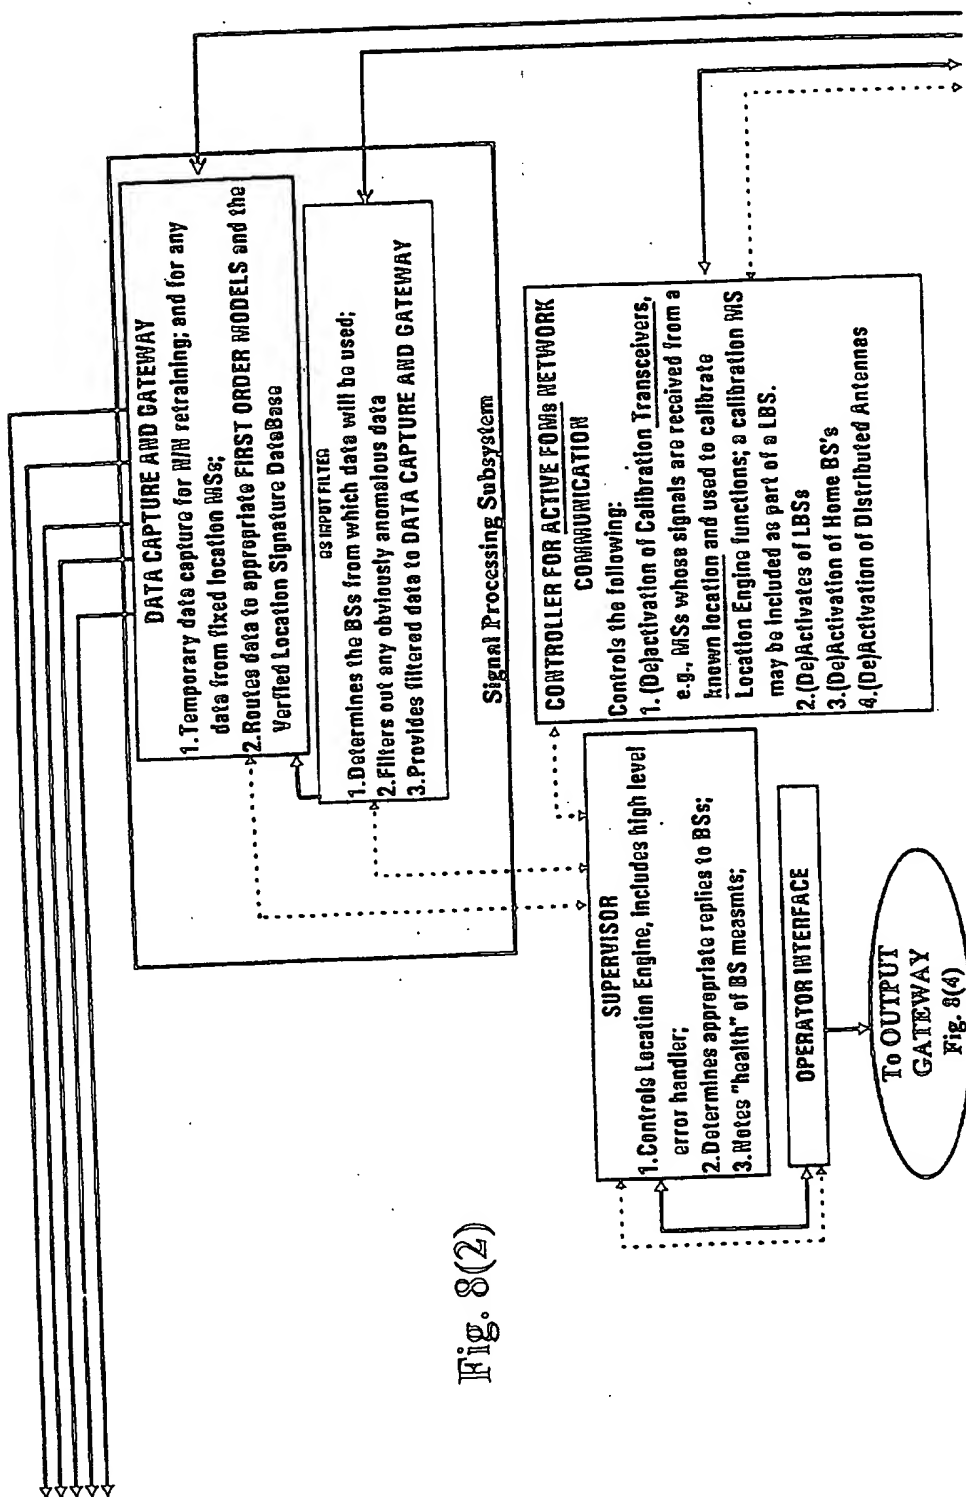 DATA CAPTURE AND GATEWAY
1.Temporary data capture for N/N retraining; and for any
data from fixed location MSs;
2.Routes data to appropriate FIRST ORDER MODELS and the
Verified Location Signature DataBase
BS INPUT FILTER
1.Determines the BSs from which data will be used;
2.Filters out any obviously anomalous data
3.Provides filtered data to DATA CAPTURE AND GATEWAY
Signal Processing Subsystem
CONTROLLER FOR ACTIVE FOMs NETWORK
COMMUNICATION
Controls the following:
1.(De)activation of Calibration Transceivers,
e.g., MSs whose signals are received from a
known location and used to calibrate
Location Engine functions; a calibration MS
may be included as part of a LBS.
2.(De)Activates of LBSs
3.(De)Activation of Home BS's
4.(De)Activation of Distributed Antennas
SUPERVISOR
1.Controls Location Engine, includes high level
error handler;
2.Determines appropriate replies to BSs;
3.Notes "health" of BS measmts;
OPERATOR INTERFACE
To OUTPUT
GATEWAY
Fig. 8(4)
Fig. 8(2)